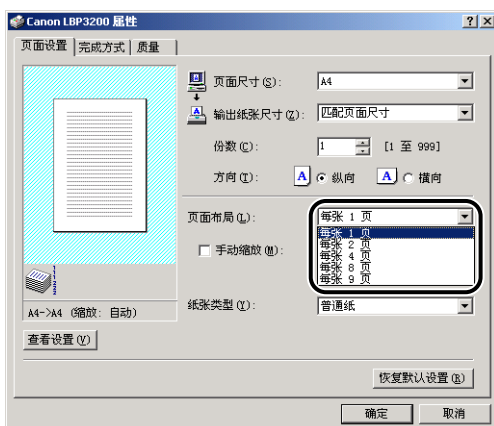 Canon LBP3200 属性
页面设置 完成方式 质量
页面尺寸(S): A4
输出纸张尺寸(Z): 匹配页面尺寸
份数(C): 1 [1 至 999]
方向(T): A 纵向 A 横向
页面布局(L): 每张 1 页
每张 1 页
每张 2 页
每张 4 页
每张 8 页
每张 9 页
手动缩放(M):
纸张类型(Y): 普通纸
A4->A4 (缩放: 自动)
查看设置(V)
恢复默认设置(R)
确定 取消